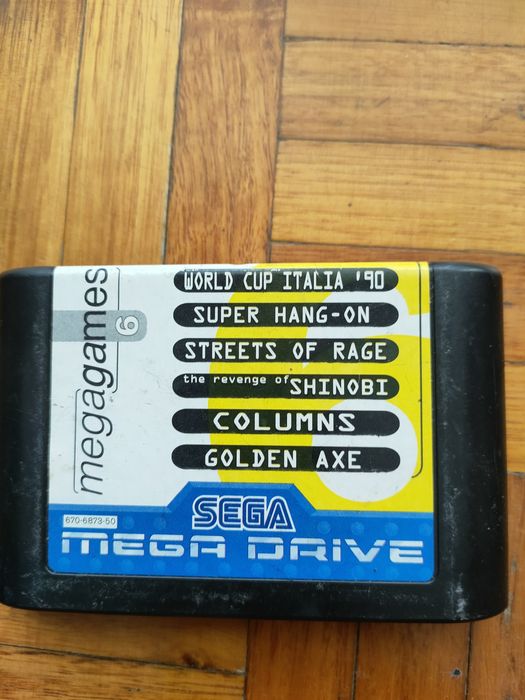 megagames
6
WORLD CUP ITALIA '90
SUPER HANG-ON
STREETS OF RAGE
the revenge of SHINOBI
COLUMNS
GOLDEN AXE
SEGA
670-6873-50
MEGA DRIVE